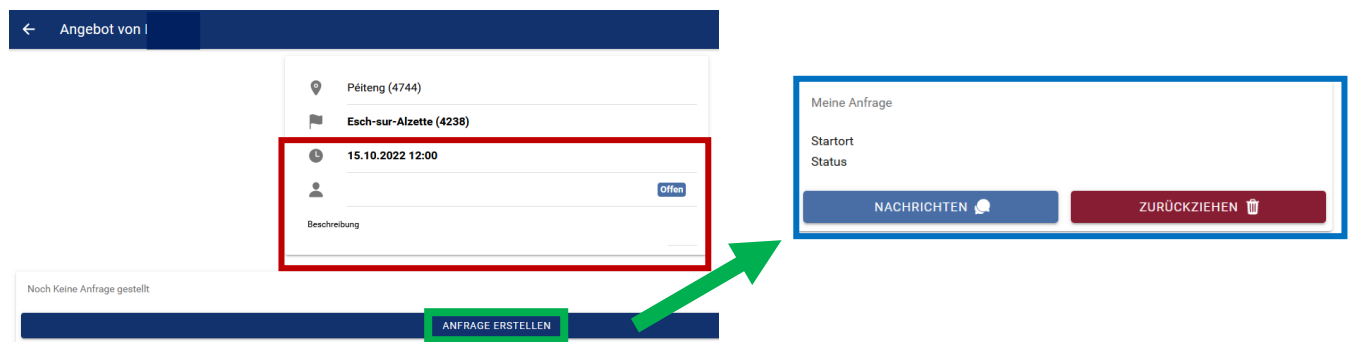 Angebot von
Péiteng (4744)
Esch-sur-Alzette (4238)
15.10.2022 12:00
Offen
Beschreibung
Noch Keine Anfrage gestellt
ANFRAGE ERSTELLEN
Meine Anfrage
Startort
Status
NACHRICHTEN
ZURÜCKZIEHEN